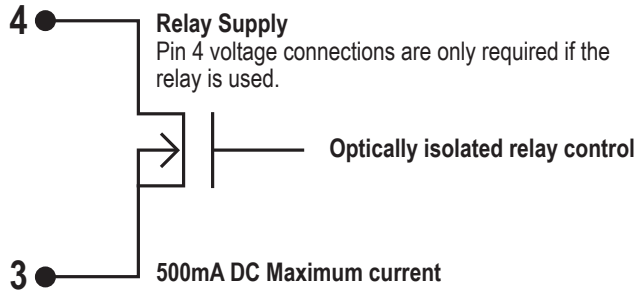 4
Relay Supply
Pin 4 voltage connections are only required if the
relay is used.
Optically isolated relay control
3
500mA DC Maximum current